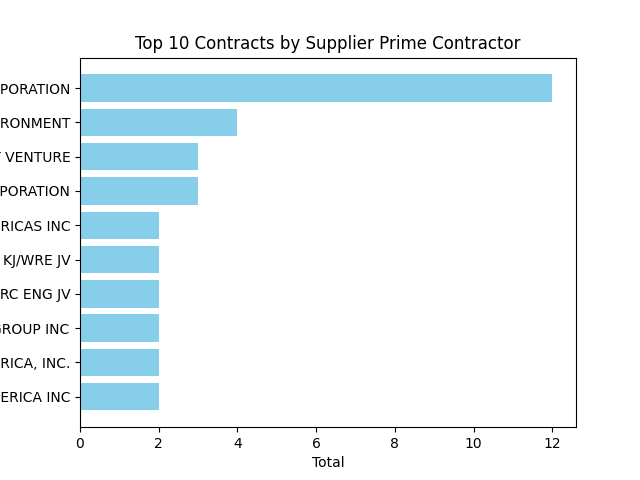 Top 10 Contracts by Supplier Prime Contractor
PORATION
RONMENT
VENTURE
PORATION
RICAS INC
KJ/WRE JV
RC ENG JV
GROUP INC
RICA, INC.
ERICA INC
0 2 4 6 8 10 12
Total